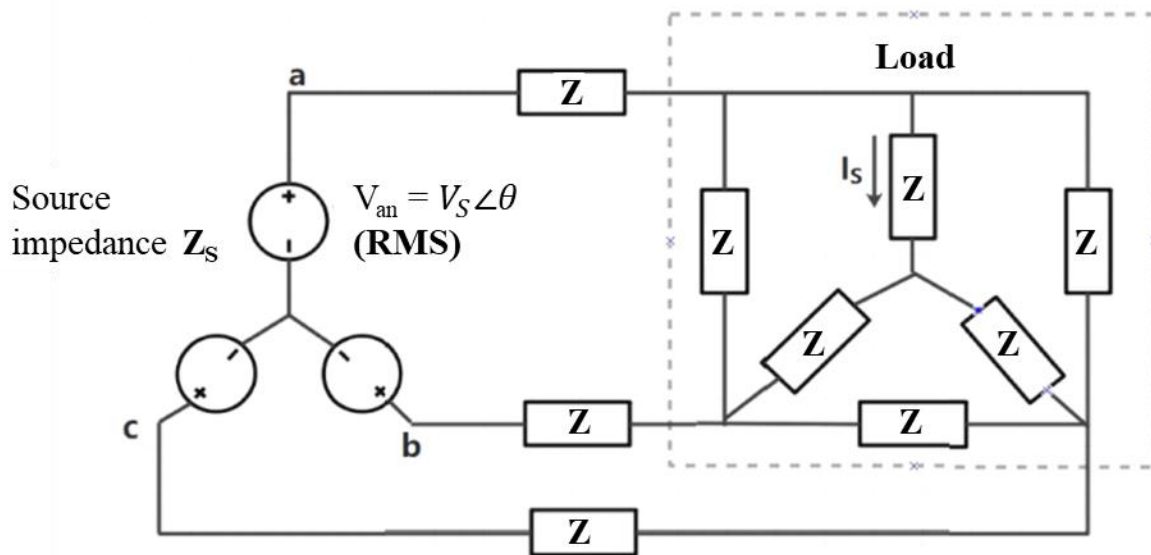 Load
a
Z
Source
impedance Z_S
V_an = V_S∠θ
(RMS)
I_S
Z
Z
Z
Z
Z
c
b
Z
Z
Z